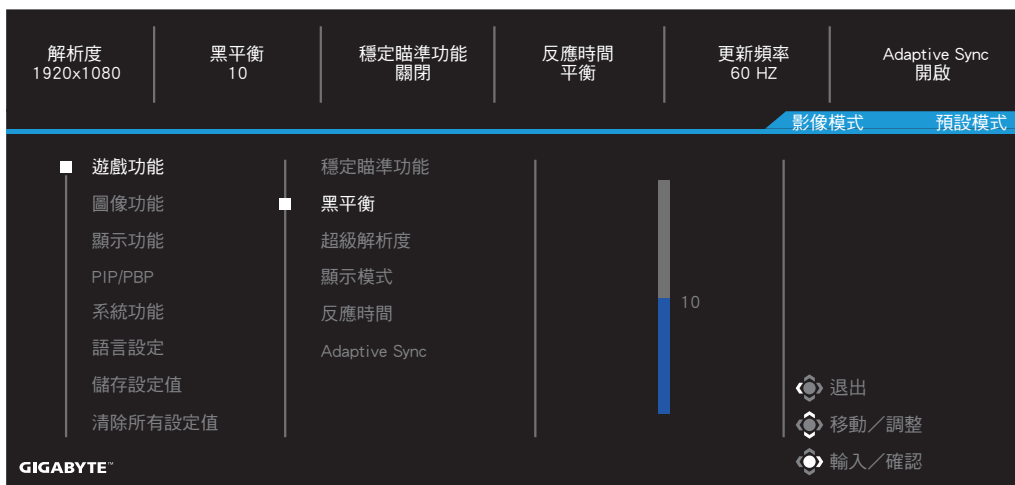 解析度
1920x1080
黑平衡
10
穩定瞄準功能
關閉
反應時間
平衡
更新頻率
60 HZ
Adaptive Sync
開啟
影像模式 預設模式
遊戲功能
圖像功能
顯示功能
PIP/PBP
系統功能
語言設定
儲存設定值
清除所有設定值
穩定瞄準功能
黑平衡
超級解析度
顯示模式
反應時間
Adaptive Sync
10
退出
移動／調整
輸入／確認
GIGABYTE™